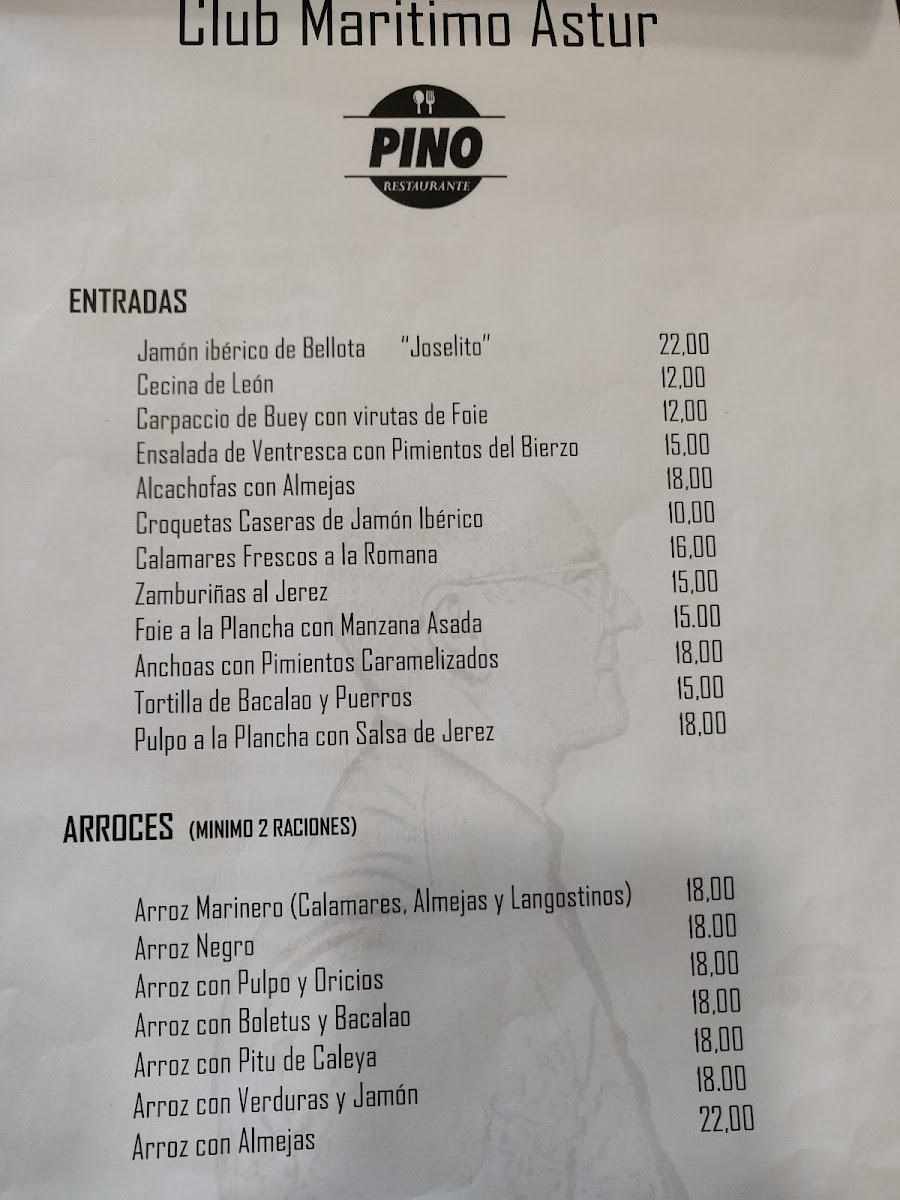 Club Maritimo Astur
PINO
RESTAURANTE
ENTRADAS
Jamón ibérico de Bellota "Joselito" 22,00
Cecina de León 12,00
Carpaccio de Buey con virutas de Foie 12,00
Ensalada de Ventresca con Pimientos del Bierzo 15,00
Alcachofas con Almejas 18,00
Croquetas Caseras de Jamón Ibérico 10,00
Calamares Frescos a la Romana 16,00
Zamburiñas al Jerez 15,00
Foie a la Plancha con Manzana Asada 15.00
Anchoas con Pimientos Caramelizados 18,00
Tortilla de Bacalao y Puerros 15,00
Pulpo a la Plancha con Salsa de Jerez 18,00
ARROCES (MINIMO 2 RACIONES)
Arroz Marinero (Calamares, Almejas y Langostinos) 18,00
Arroz Negro 18.00
Arroz con Pulpo y Oricios 18,00
Arroz con Boletus y Bacalao 18,00
Arroz con Pitu de Caleya 18,00
Arroz con Verduras y Jamón 18.00
Arroz con Almejas 22,00